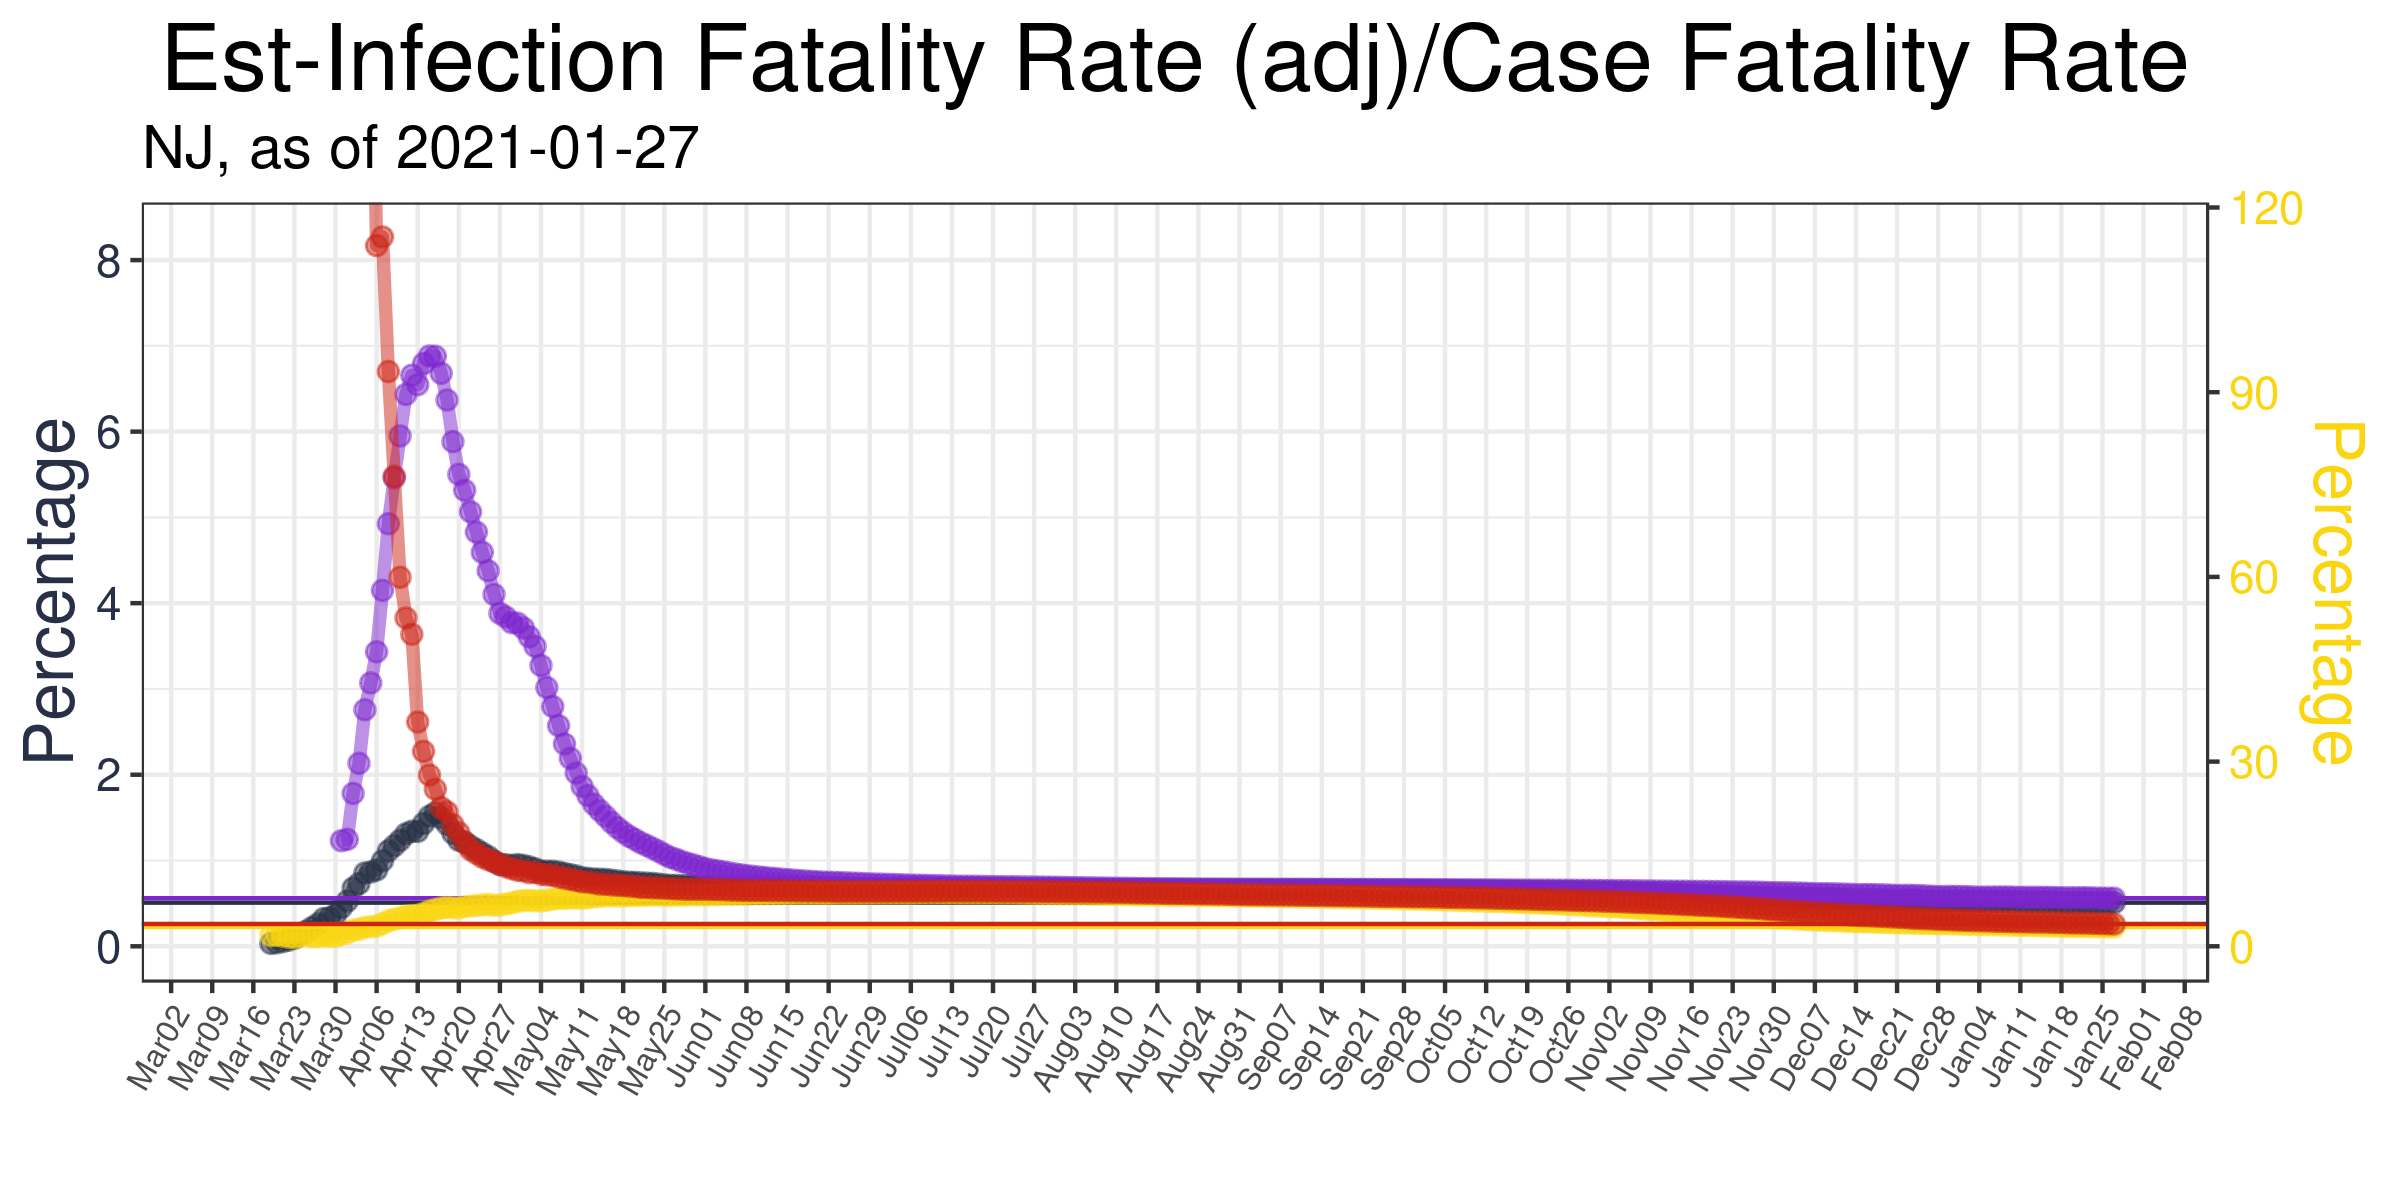 Est-Infection Fatality Rate (adj)/Case Fatality Rate
NJ, as of 2021-01-27
Percentage
8
6
4
2
0
120
90
60
30
0
Percentage
Mar02
Mar09
Mar16
Mar23
Mar30
Apr06
Apr13
Apr20
Apr27
May04
May11
May18
May25
Jun01
Jun08
Jun15
Jun22
Jun29
Jul06
Jul13
Jul20
Jul27
Aug03
Aug10
Aug17
Aug24
Aug31
Sep07
Sep14
Sep21
Sep28
Oct05
Oct12
Oct19
Oct26
Nov02
Nov09
Nov16
Nov23
Nov30
Dec07
Dec14
Dec21
Dec28
Jan04
Jan11
Jan18
Jan25
Feb01
Feb08